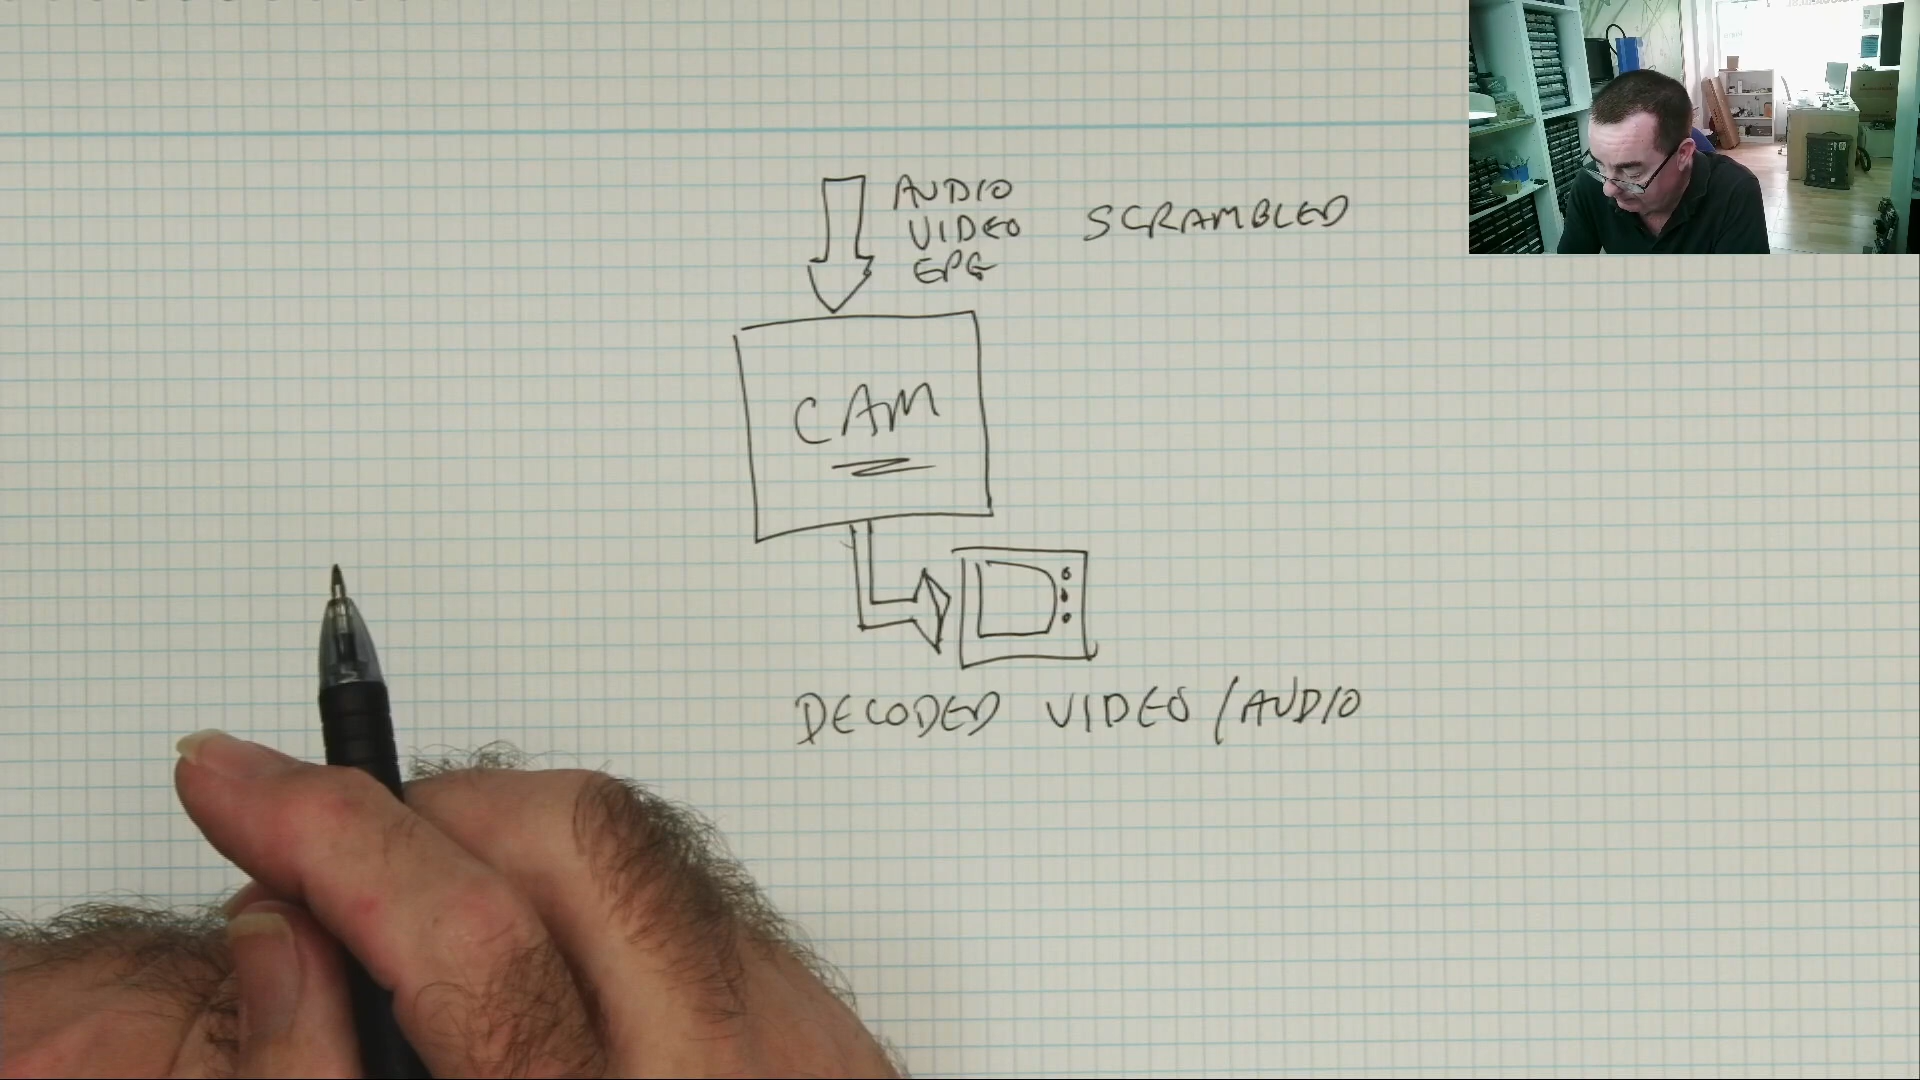 AUDIO
VIDEO SCRAMBLED
EPG
CAM
DECODED VIDEO/AUDIO